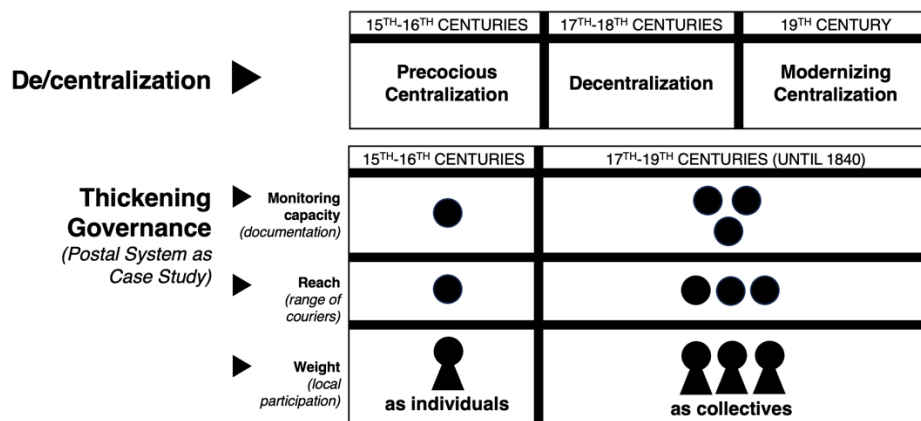 15TH-16TH CENTURIES
17TH-18TH CENTURIES
19TH CENTURY
De/centralization
Precocious
Centralization
Decentralization
Modernizing
Centralization
15TH-16TH CENTURIES
17TH-19TH CENTURIES (UNTIL 1840)
Thickening
Governance
(Postal System as
Case Study)
Monitoring
capacity
(documentation)
Reach
(range of
couriers)
Weight
(local
participation)
as individuals
as collectives